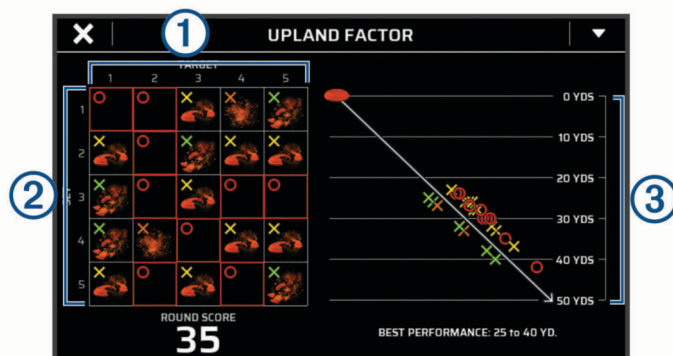 UPLAND FACTOR
1
TARGET
1 2 3 4 5
1
2
3
4
5
2
SET
0 YDS
10 YDS
20 YDS
30 YDS
40 YDS
50 YDS
3
ROUND SCORE
35
BEST PERFORMANCE: 25 to 40 YD.